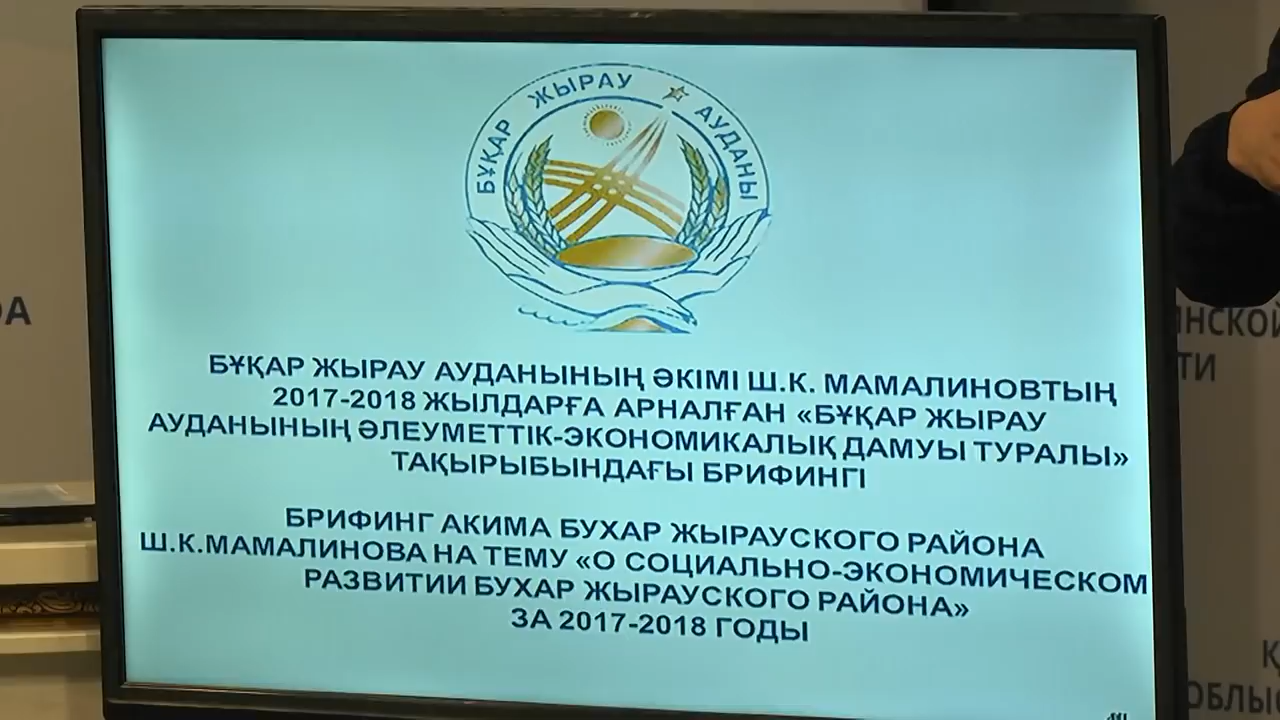 БҰҚАР ЖЫРАУ АУДАНЫ
БҰҚАР ЖЫРАУ АУДАНЫНЫҢ ӘКІМІ Ш.К. МАМАЛИНОВТЫҢ
2017-2018 ЖЫЛДАРҒА АРНАЛҒАН «БҰҚАР ЖЫРАУ
АУДАНЫНЫҢ ӘЛЕУМЕТТІК-ЭКОНОМИКАЛЫҚ ДАМУЫ ТУРАЛЫ»
ТАҚЫРЫБЫНДАҒЫ БРИФИНГІ
БРИФИНГ АКИМА БУХАР ЖЫРАУСКОГО РАЙОНА
Ш.К.МАМАЛИНОВА НА ТЕМУ «О СОЦИАЛЬНО-ЭКОНОМИЧЕСКОМ
РАЗВИТИИ БУХАР ЖЫРАУСКОГО РАЙОНА»
ЗА 2017-2018 ГОДЫ